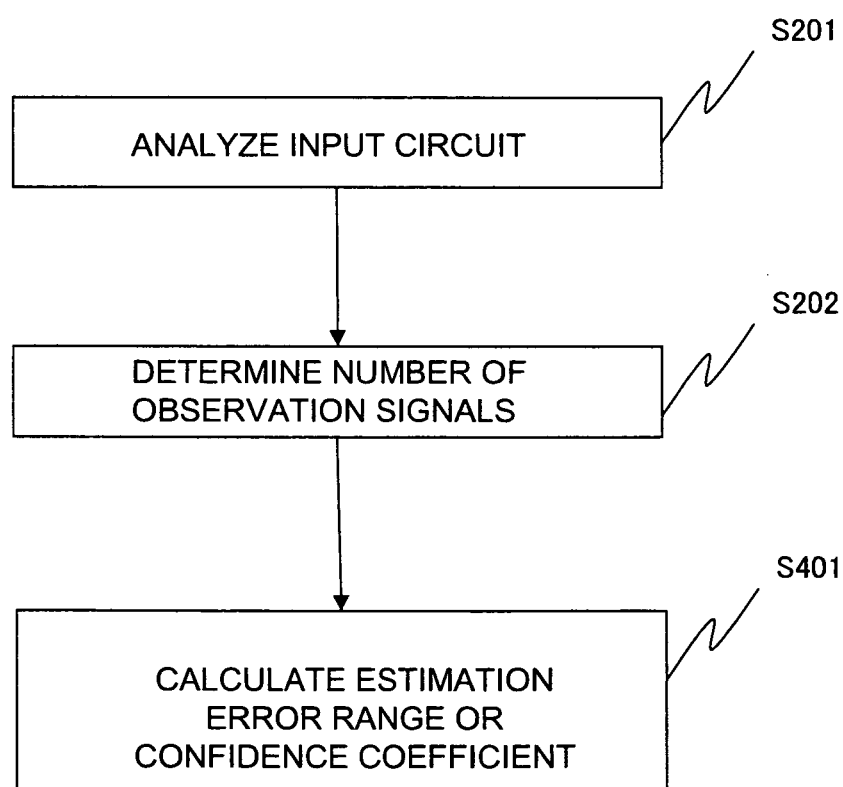 S201
ANALYZE INPUT CIRCUIT
S202
DETERMINE NUMBER OF
OBSERVATION SIGNALS
S401
CALCULATE ESTIMATION
ERROR RANGE OR
CONFIDENCE COEFFICIENT